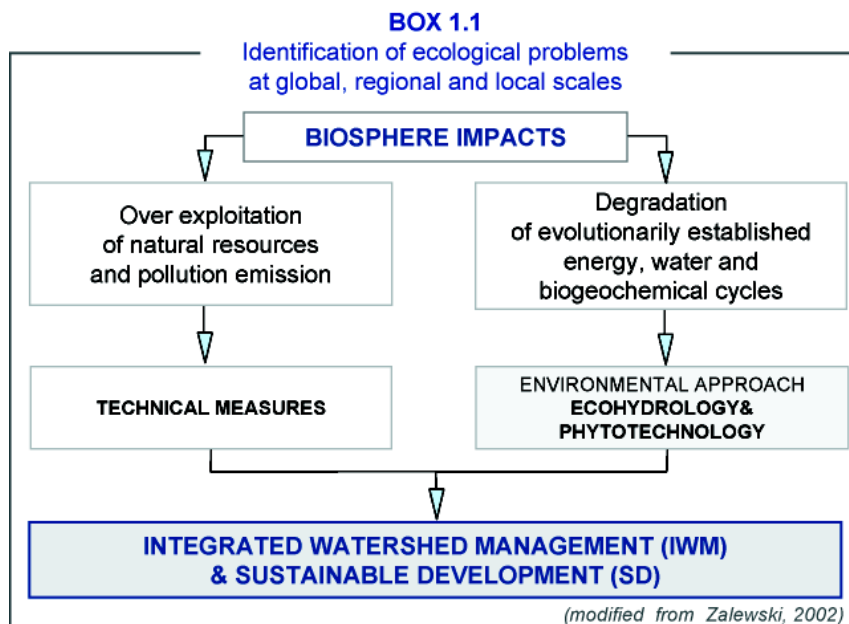 BOX 1.1
Identification of ecological problems
at global, regional and local scales
BIOSPHERE IMPACTS
Over exploitation
of natural resources
and pollution emission
Degradation
of evolutionarily established
energy, water and
biogeochemical cycles
TECHNICAL MEASURES
ENVIRONMENTAL APPROACH
ECOHYDROLOGY&
PHYTOTECHNOLOGY
INTEGRATED WATERSHED MANAGEMENT (IWM)
& SUSTAINABLE DEVELOPMENT (SD)
(modified from Zalewski, 2002)